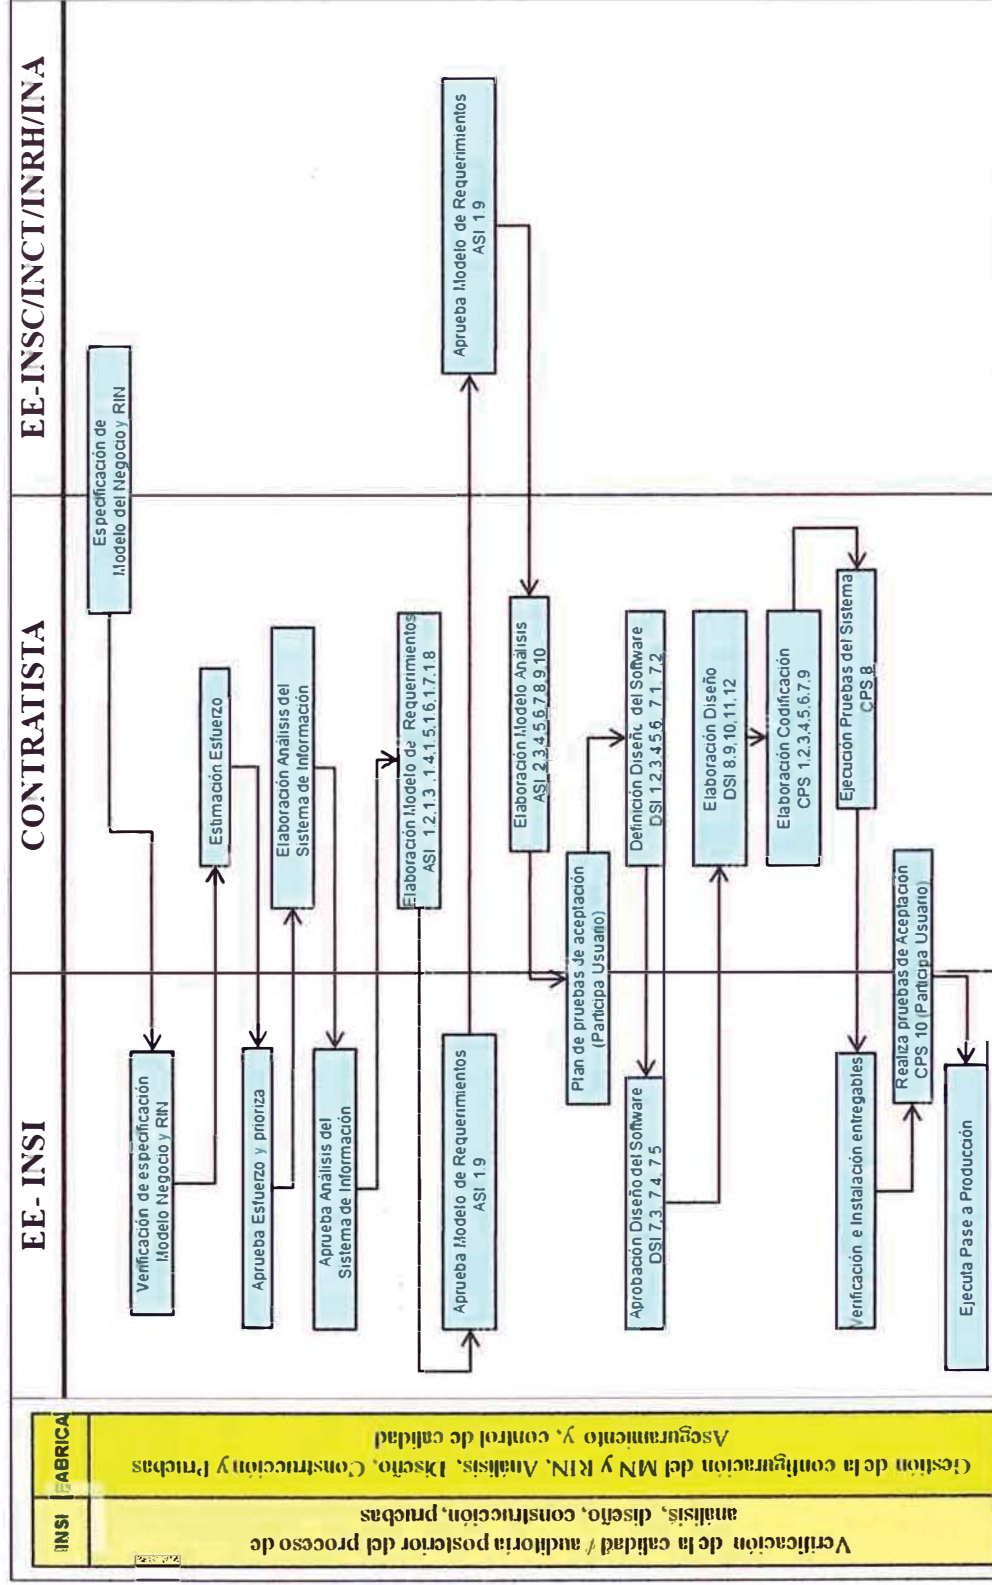 INSI
FABRICA
EE- INSI
CONTRATISTA
EE-INSC/INCT/INRH/INA
Verificación de la calidad / auditoría posterior del proceso de
análisis, diseño, construcción, pruebas
Gestión de la configuración del MN y RIN, Análisis, Diseño, Construcción y Pruebas
Aseguramiento y, control de calidad
Especificación de
Modelo del Negocio y RIN
Verificación de especificación
Modelo Negocio y RIN
Estimación Esfuerzo
Aprueba Esfuerzo y prioriza
Elaboración Análisis del
Sistema de Información
Aprueba Análisis del
Sistema de Información
Elaboración Modelo de Requerimientos
ASI 1.2,1.3 .1.4,1.5,1.6,1.7,1.8
Aprueba Modelo de Requerimientos
ASI 1.9
Aprueba Modelo de Requerimientos
ASI 1.9
Elaboración Modelo Análisis
ASI 2,3,4,5,6,7,8,9,10
Plan de pruebas de aceptación
(Participa Usuario)
Definición Diseño del Software
DSI 1,2,3,4,5,6 7.1, 7.2
Aprobación Diseño del Software
DSI 7.3, 7.4, 7.5
Elaboración Diseño
DSI 8,9,10,11,12
Elaboración Codificación
CPS 1,2,3,4,5,6,7,9
Ejecución Pruebas del Sistema
CPS 8
Verificación e Instalación entregables
Realiza pruebas de Aceptación
CPS 10 (Participa Usuario)
Ejecuta Pase a Producción